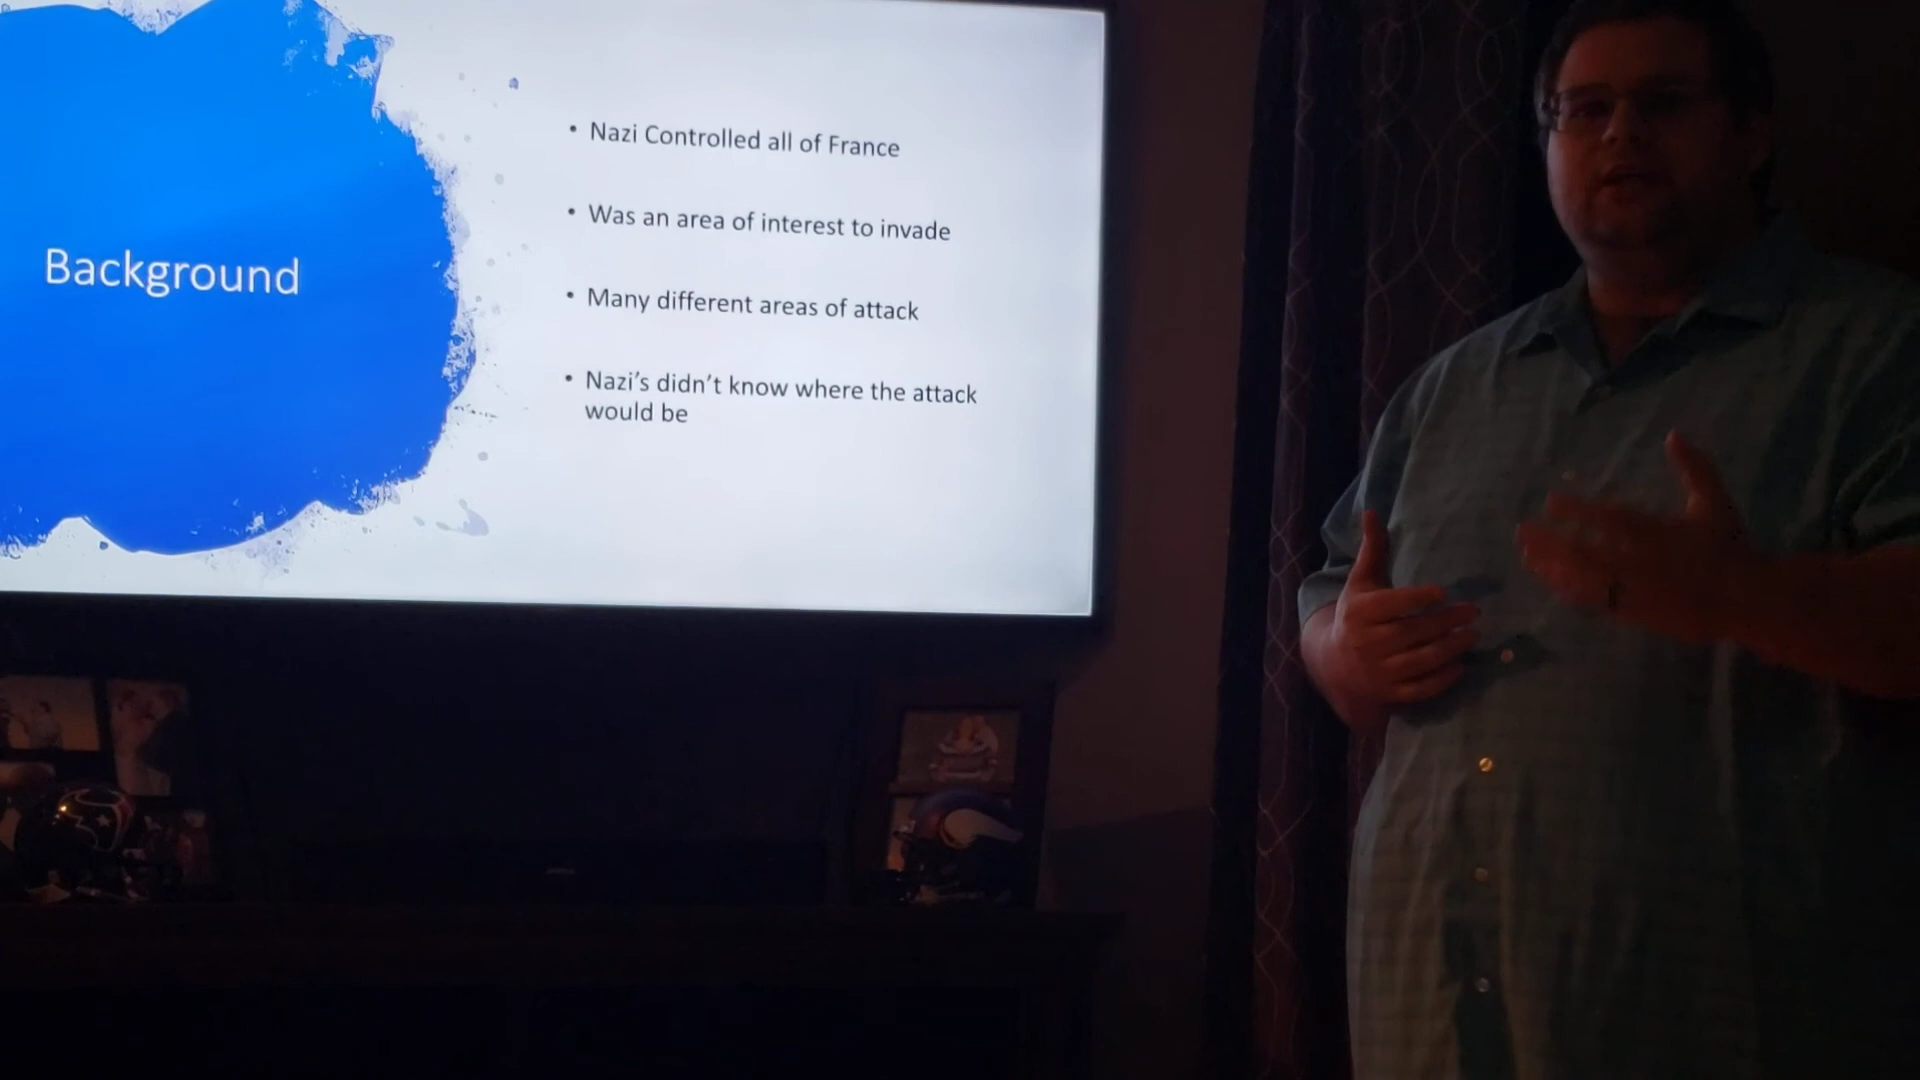 Background
• Nazi Controlled all of France
• Was an area of interest to invade
• Many different areas of attack
• Nazi's didn't know where the attack
would be